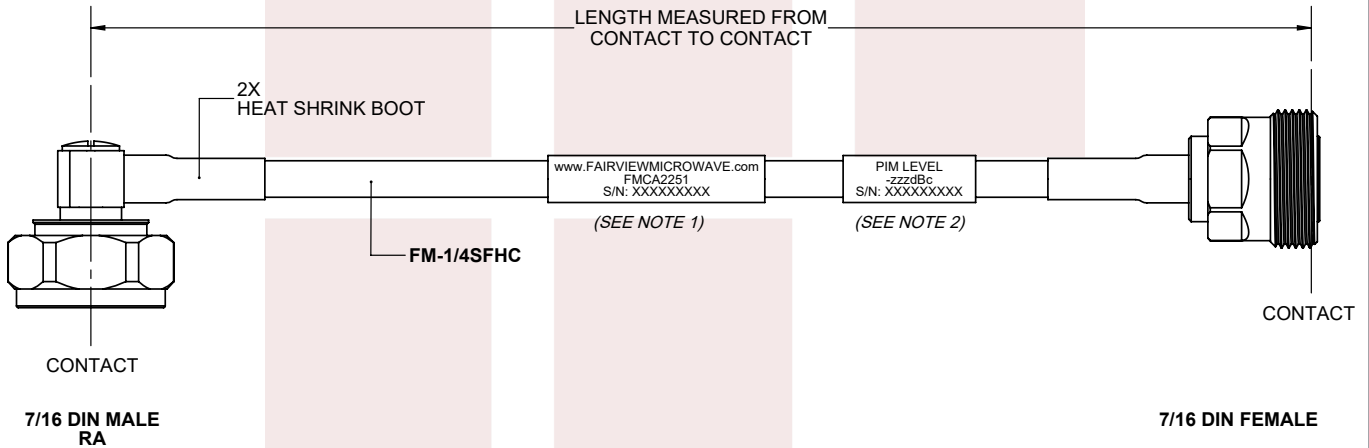 LENGTH MEASURED FROM
CONTACT TO CONTACT
2X
HEAT SHRINK BOOT
www.FAIRVIEWMICROWAVE.com
FMCA2251
S/N: XXXXXXXXX
PIM LEVEL
-zzzdBc
S/N: XXXXXXXXX
(SEE NOTE 1)
(SEE NOTE 2)
FM-1/4SFHC
CONTACT
CONTACT
7/16 DIN MALE
RA
7/16 DIN FEMALE